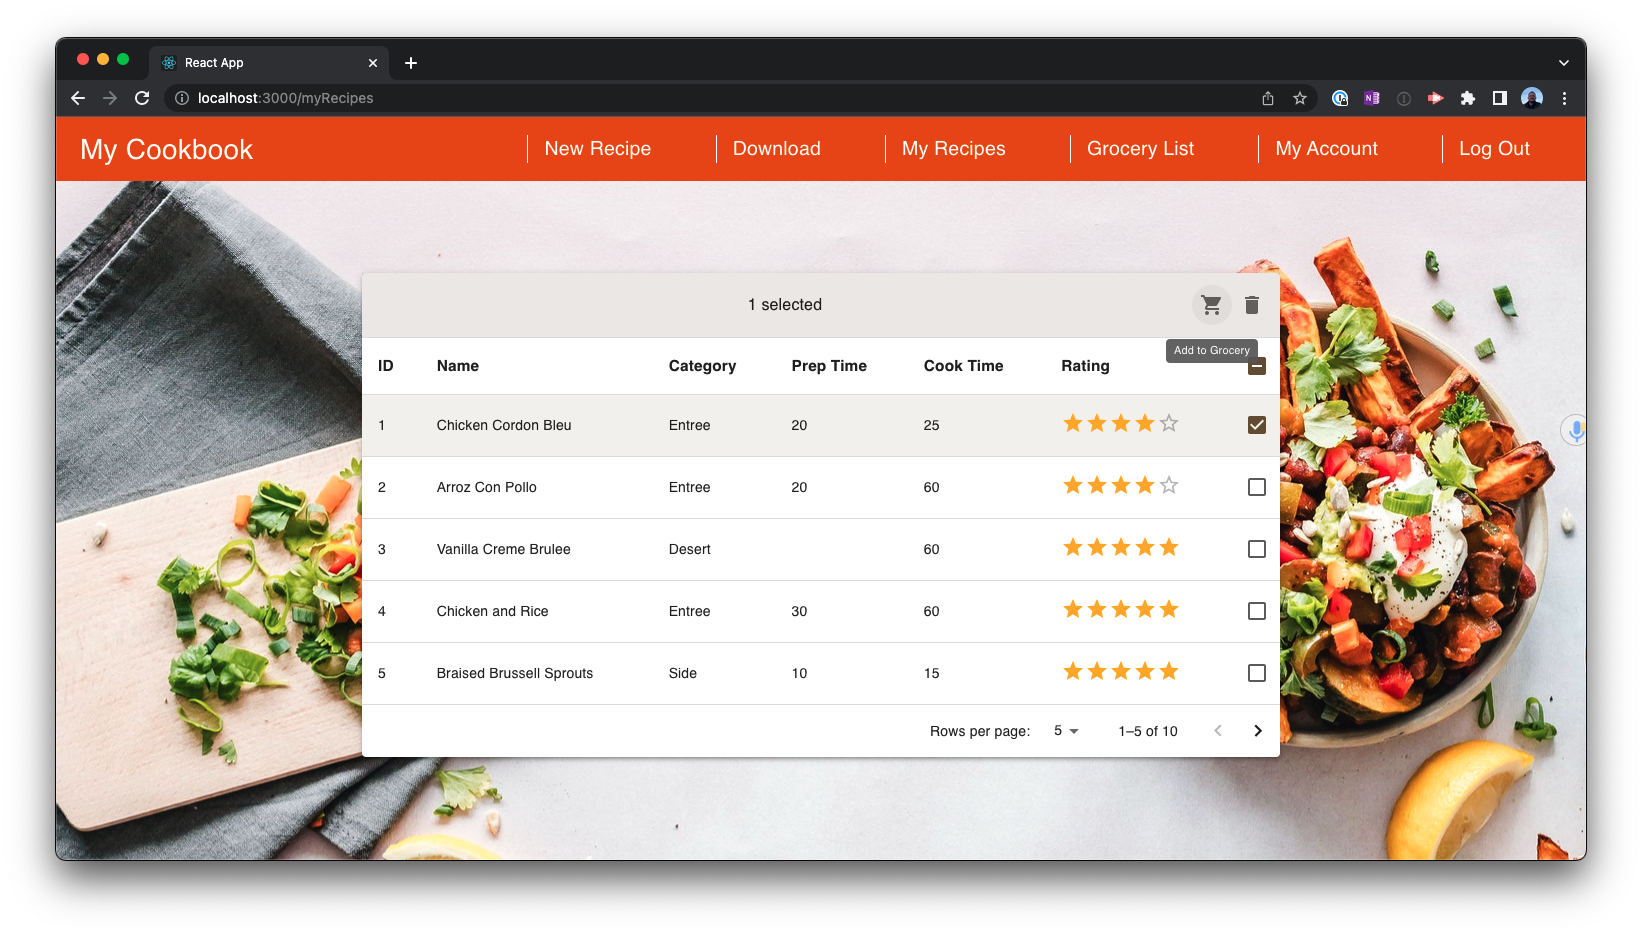 React App
localhost:3000/myRecipes
My Cookbook
New Recipe
Download
My Recipes
Grocery List
My Account
Log Out
1 selected
Add to Grocery
ID Name Category Prep Time Cook Time Rating
1 Chicken Cordon Bleu Entree 20 25
2 Arroz Con Pollo Entree 20 60
3 Vanilla Creme Brulee Desert 60
4 Chicken and Rice Entree 30 60
5 Braised Brussell Sprouts Side 10 15
Rows per page: 5 1–5 of 10